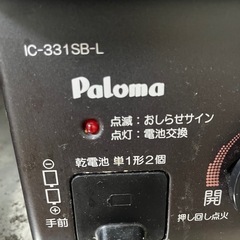 IC-331SB-L
Paloma
点滅：おしらせサイン
点灯：電池交換
乾電池 単1形2個
手前
開
押し回し点火